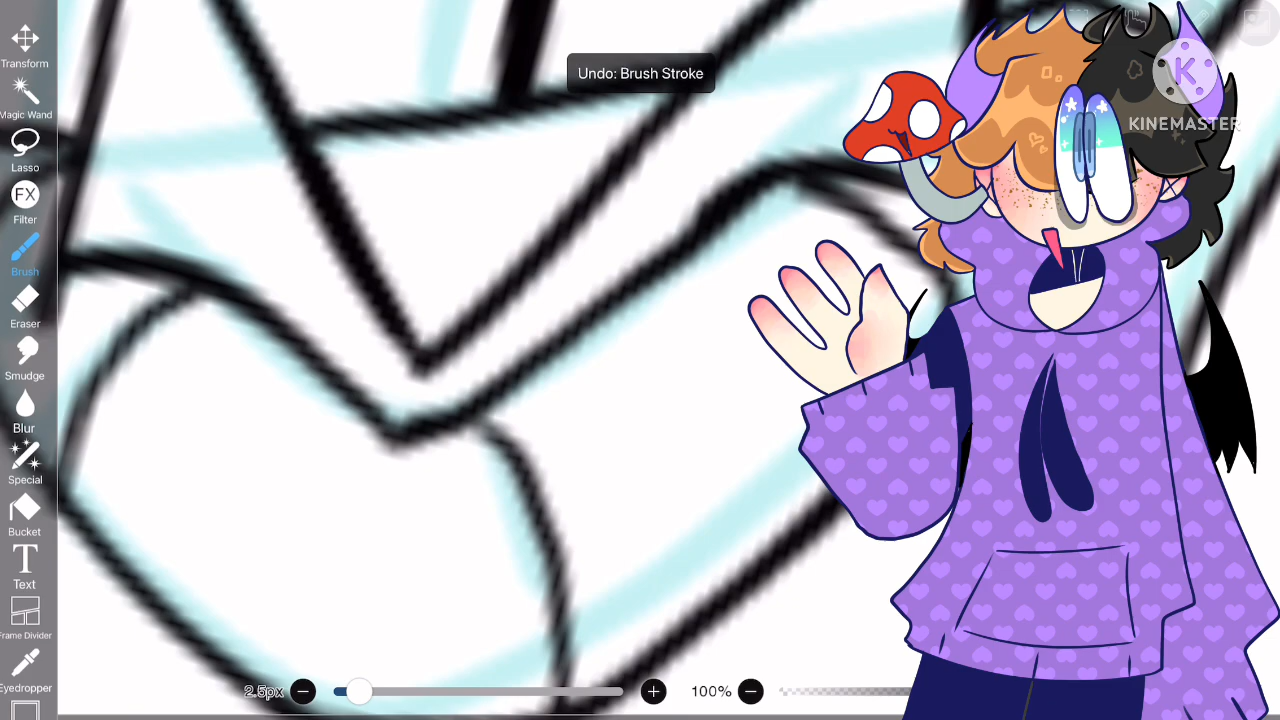 Transform
Magic Wand
Lasso
FX
Filter
Brush
Eraser
Smudge
Blur
Special
Bucket
T
Text
Frame Divider
Eyedropper
Undo: Brush Stroke
K
KINEMASTER
2.5px
100%